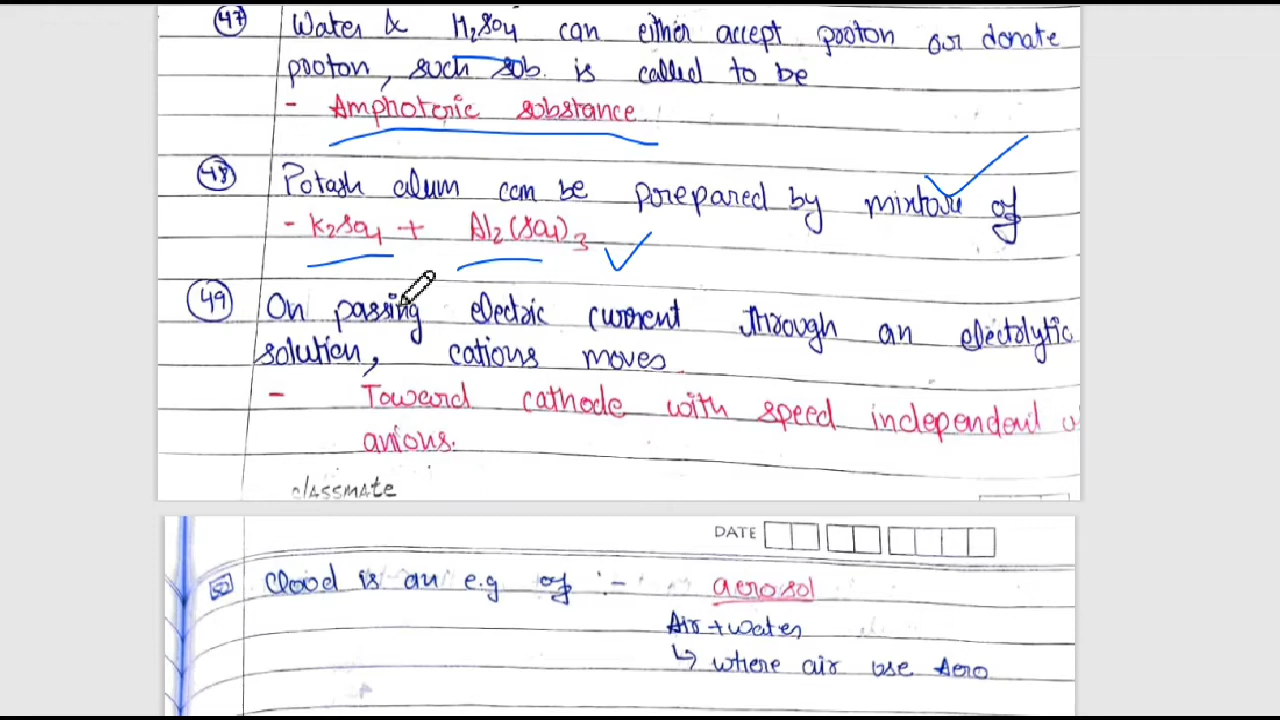 47 Water & H2SO4 can either accept proton or donate
proton, such sub. is called to be
- Amphoteric substance
48 Potash alum can be prepared by mixture of
- K2SO4 + Al2(SO4)3
49 On passing electric current through an electolytic
solution, cations moves
- Toward cathode with speed independent o
anions.
classmate
DATE
50 Cloud is an e.g of :- aerosol
Air + water
↳ where air use Aero